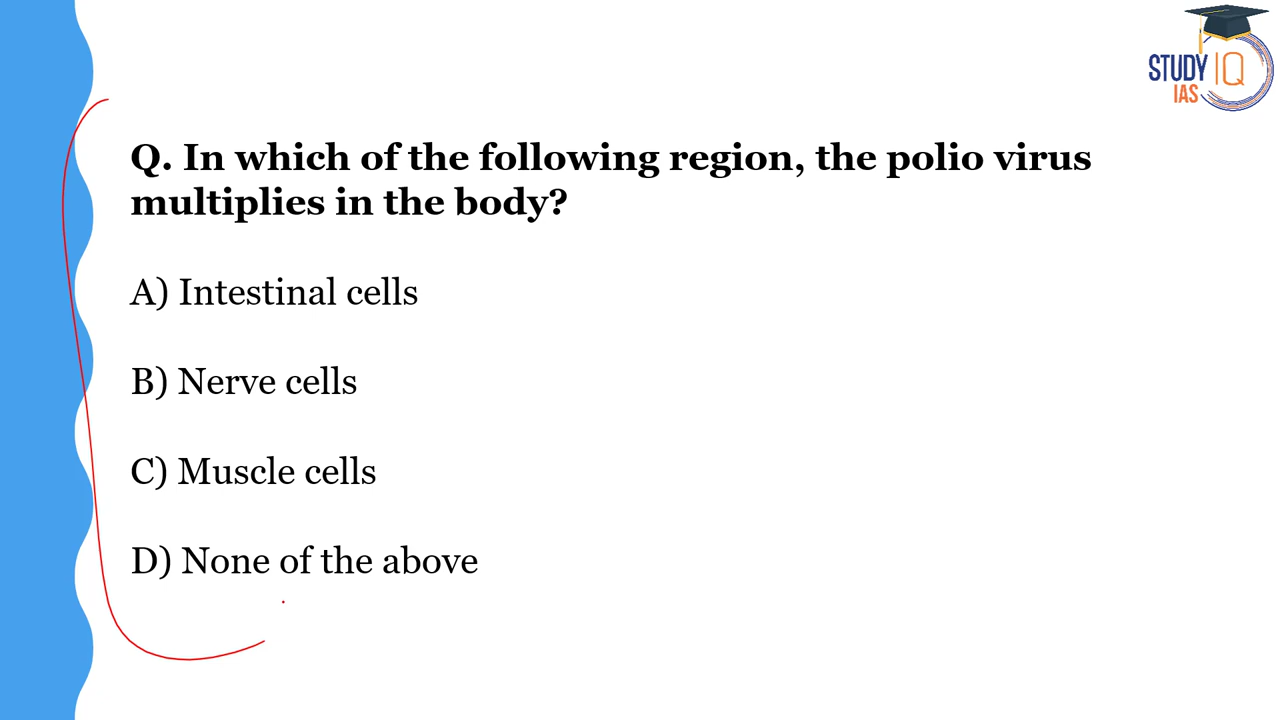 STUDY IQ
IAS
Q. In which of the following region, the polio virus
multiplies in the body?
A) Intestinal cells
B) Nerve cells
C) Muscle cells
D) None of the above